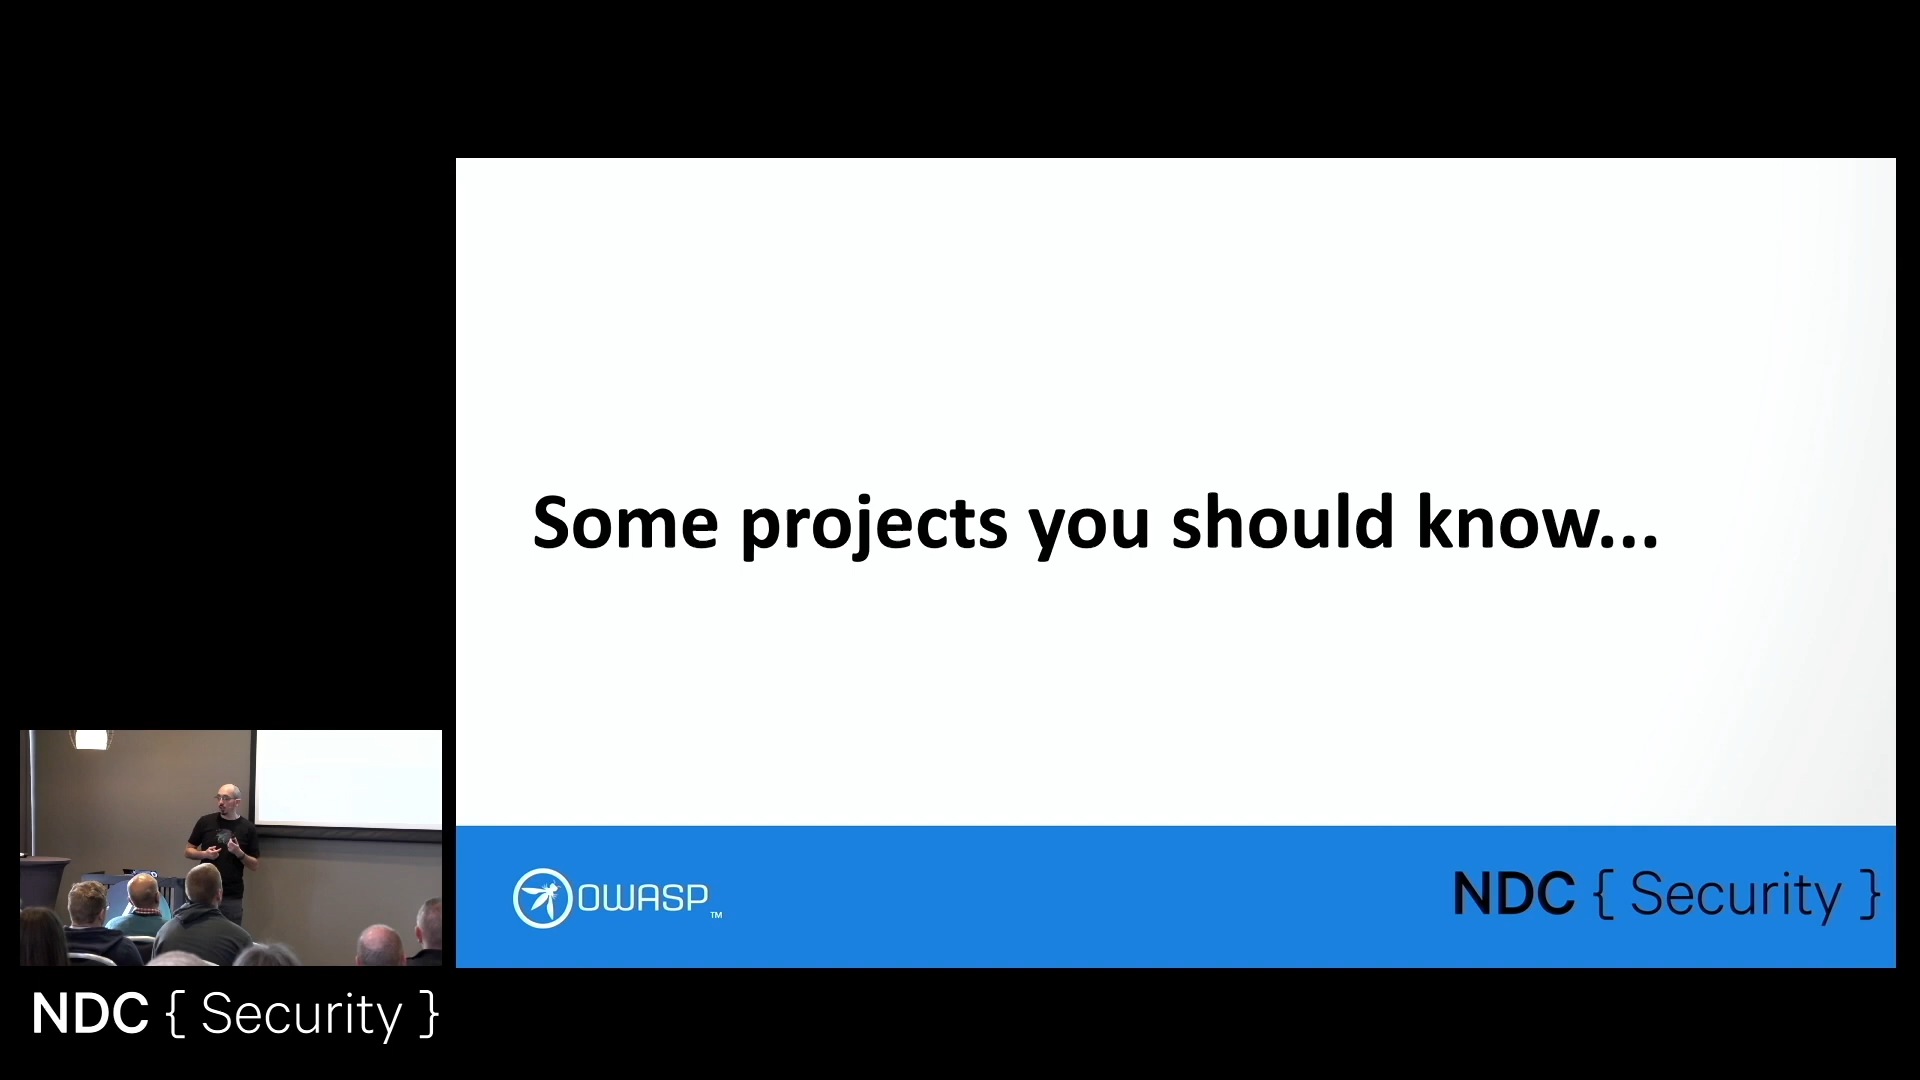 Some projects you should know...
OWASP™
NDC { Security }
NDC { Security }